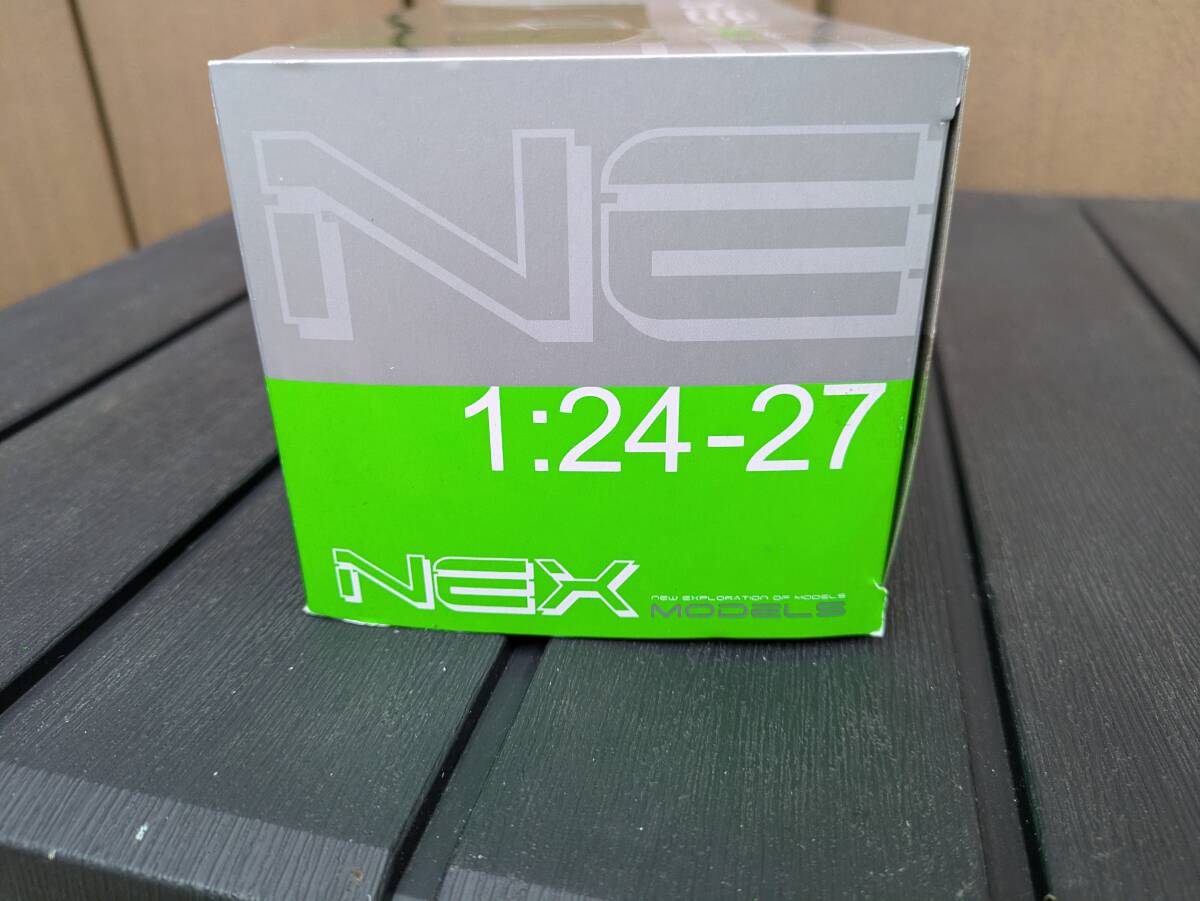 NE
1:24-27
NEX
NEW EXPLORATION OF MODELS
MODELS